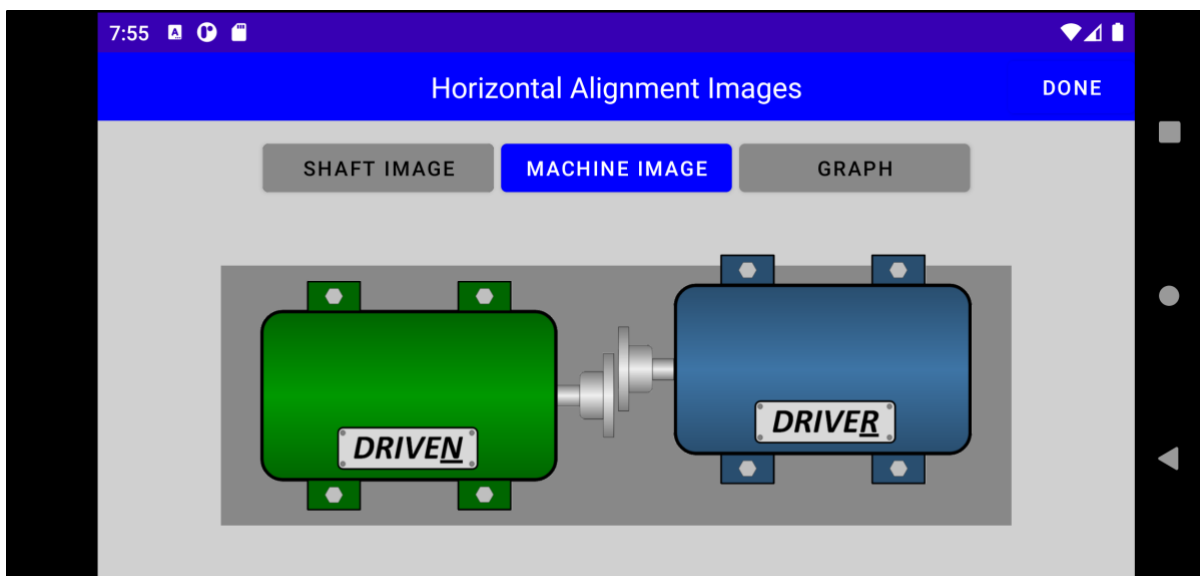 7:55
Horizontal Alignment Images
DONE
SHAFT IMAGE
MACHINE IMAGE
GRAPH
DRIVEN
DRIVER